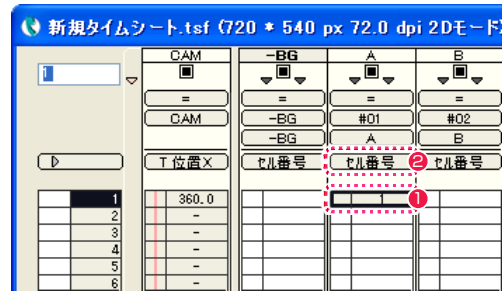 新規タイムシート.tsf (720 * 540 px 72.0 dpi 2Dモード)
CAM -BG A B
1
= = = =
CAM -BG #01 #02
-BG A B
T 位置X セル番号 セル番号 2 セル番号
1 360.0 1 1
2 -
3 -
4 -
5 -
6 -